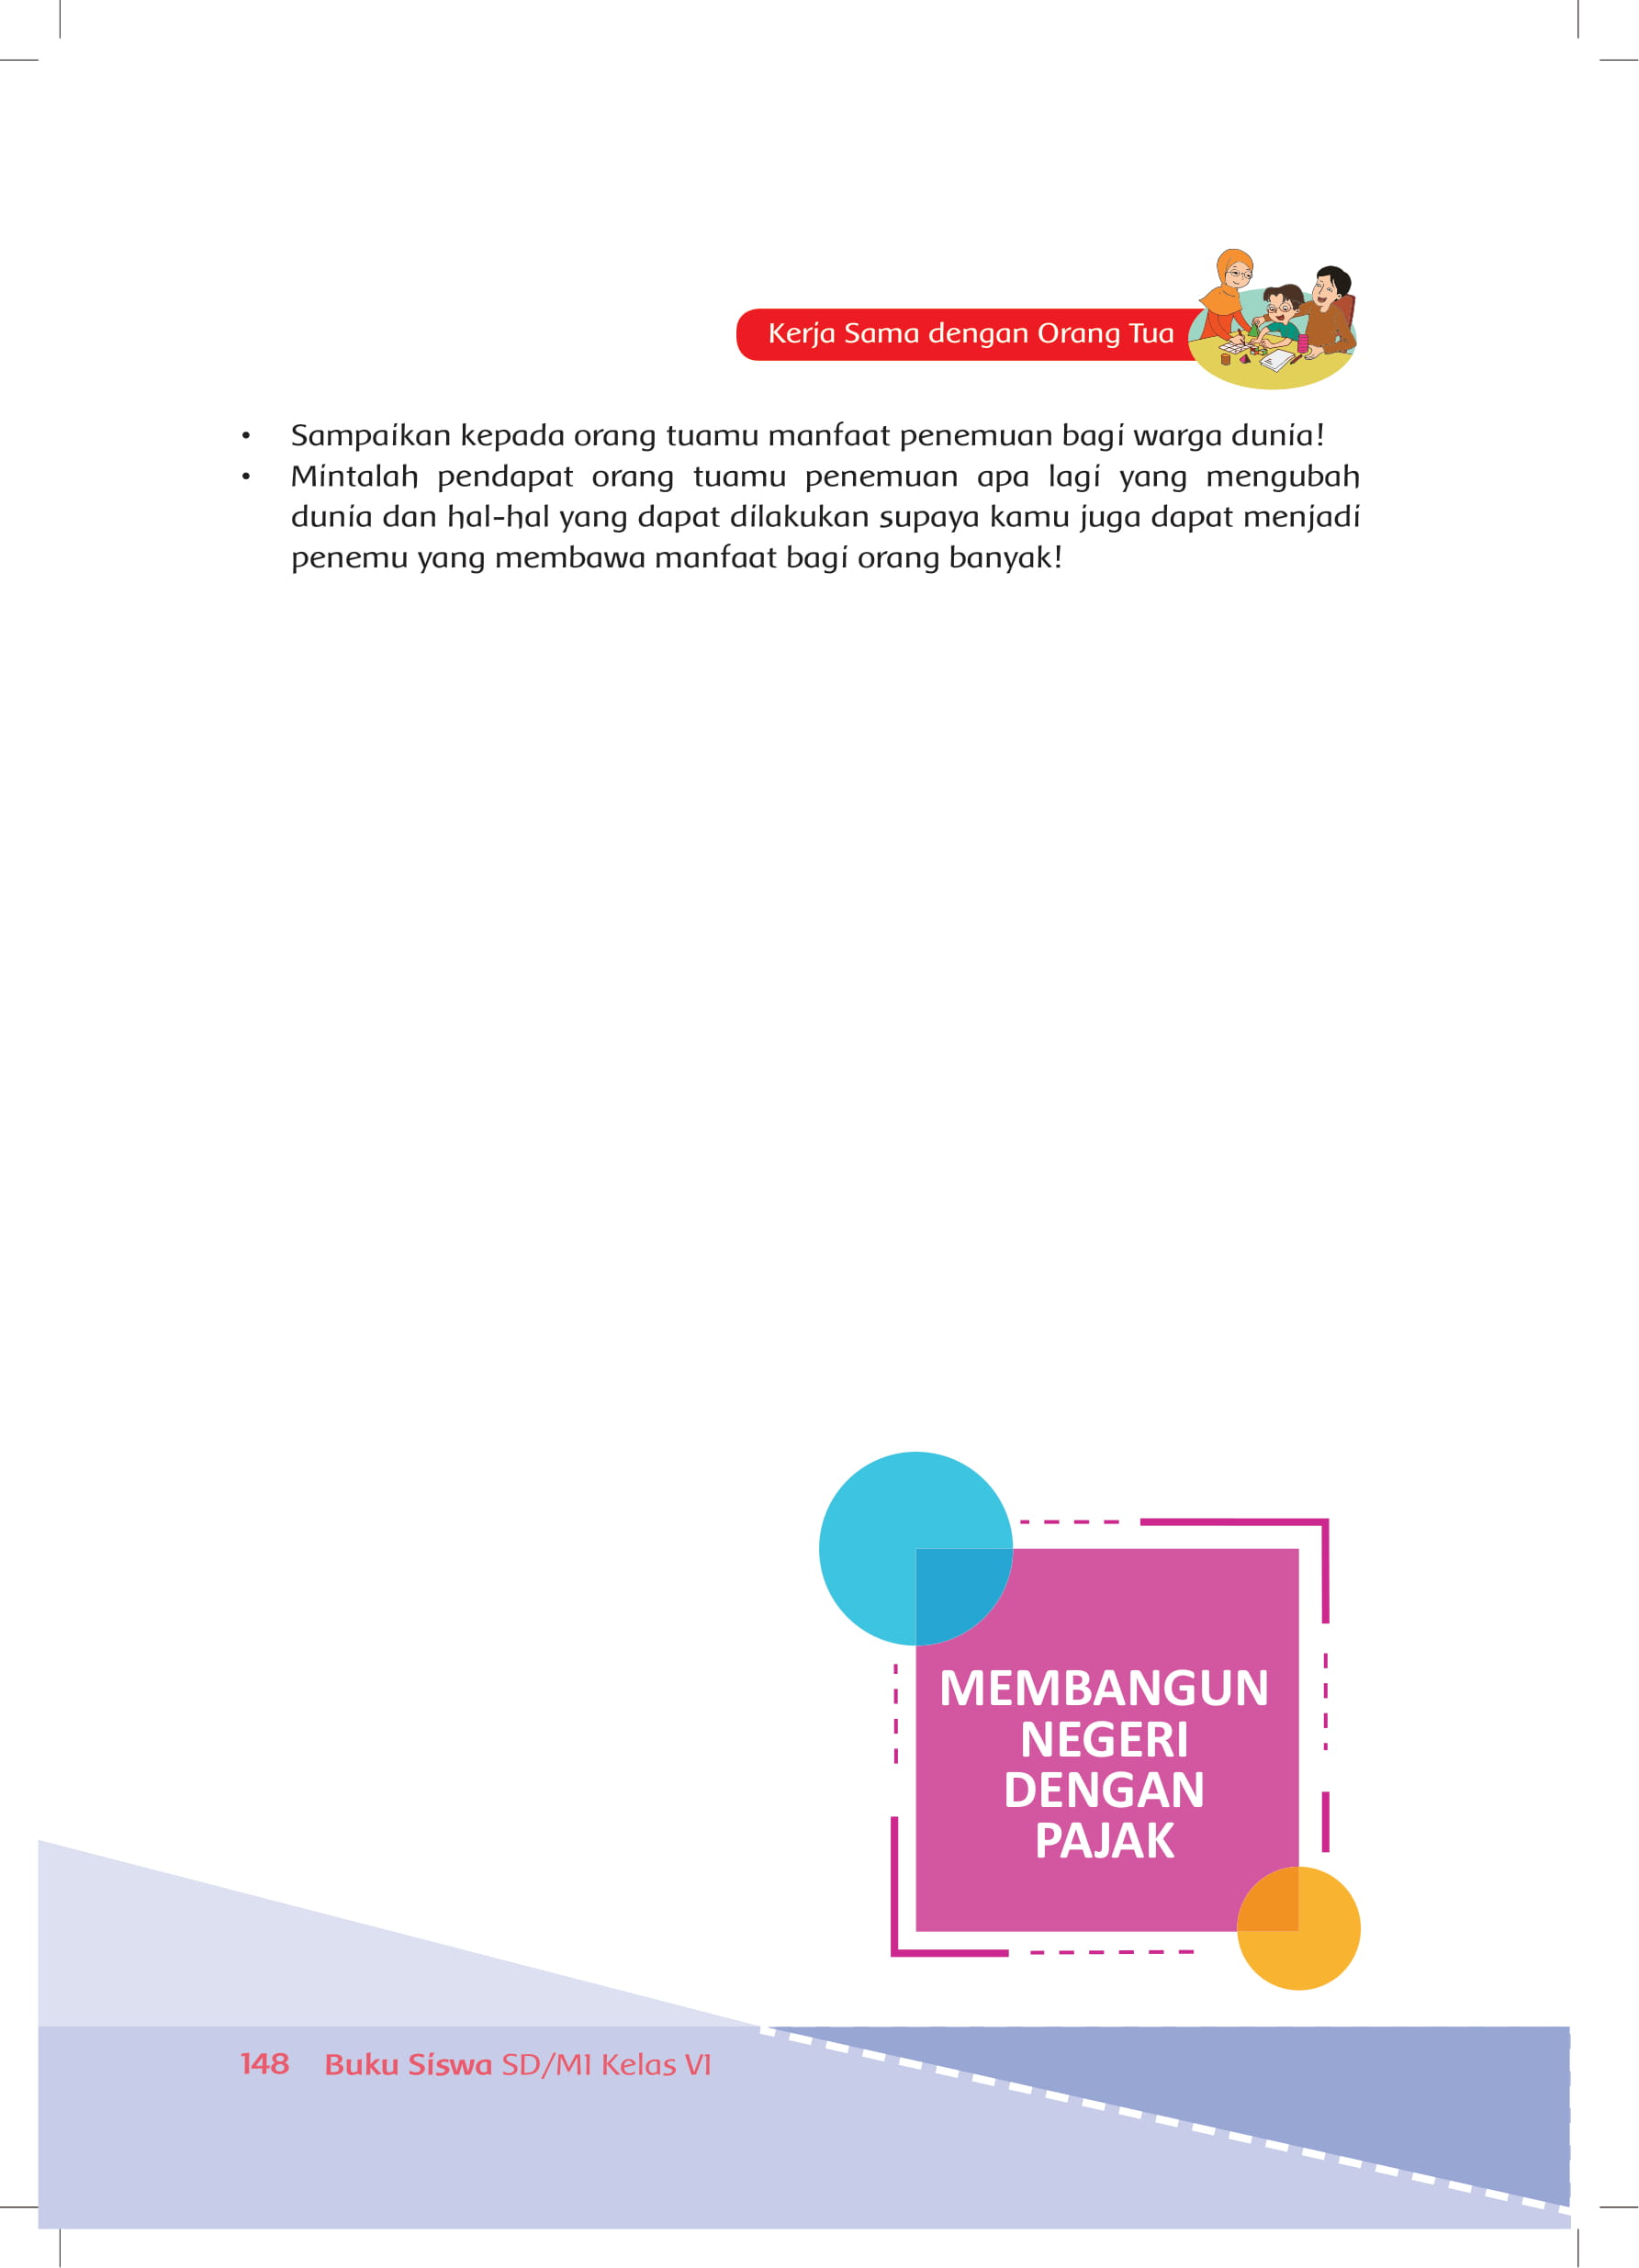 Kerja Sama dengan Orang Tua
• Sampaikan kepada orang tuamu manfaat penemuan bagi warga dunia!
• Mintalah pendapat orang tuamu penemuan apa lagi yang mengubah
dunia dan hal-hal yang dapat dilakukan supaya kamu juga dapat menjadi
penemu yang membawa manfaat bagi orang banyak!
MEMBANGUN
NEGERI
DENGAN
PAJAK
148 Buku Siswa SD/MI Kelas VI